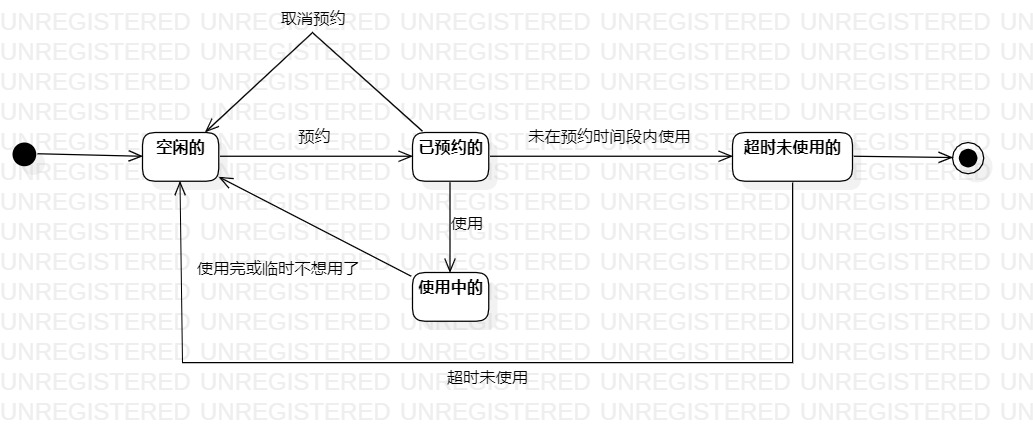 取消预约
预约
未在预约时间段内使用
空闲的
已预约的
超时未使用的
使用
使用完或临时不想用了
使用中的
超时未使用
UNREGISTERED UNREGISTERED UNREGISTERED UNREGISTERED UNREGISTERED